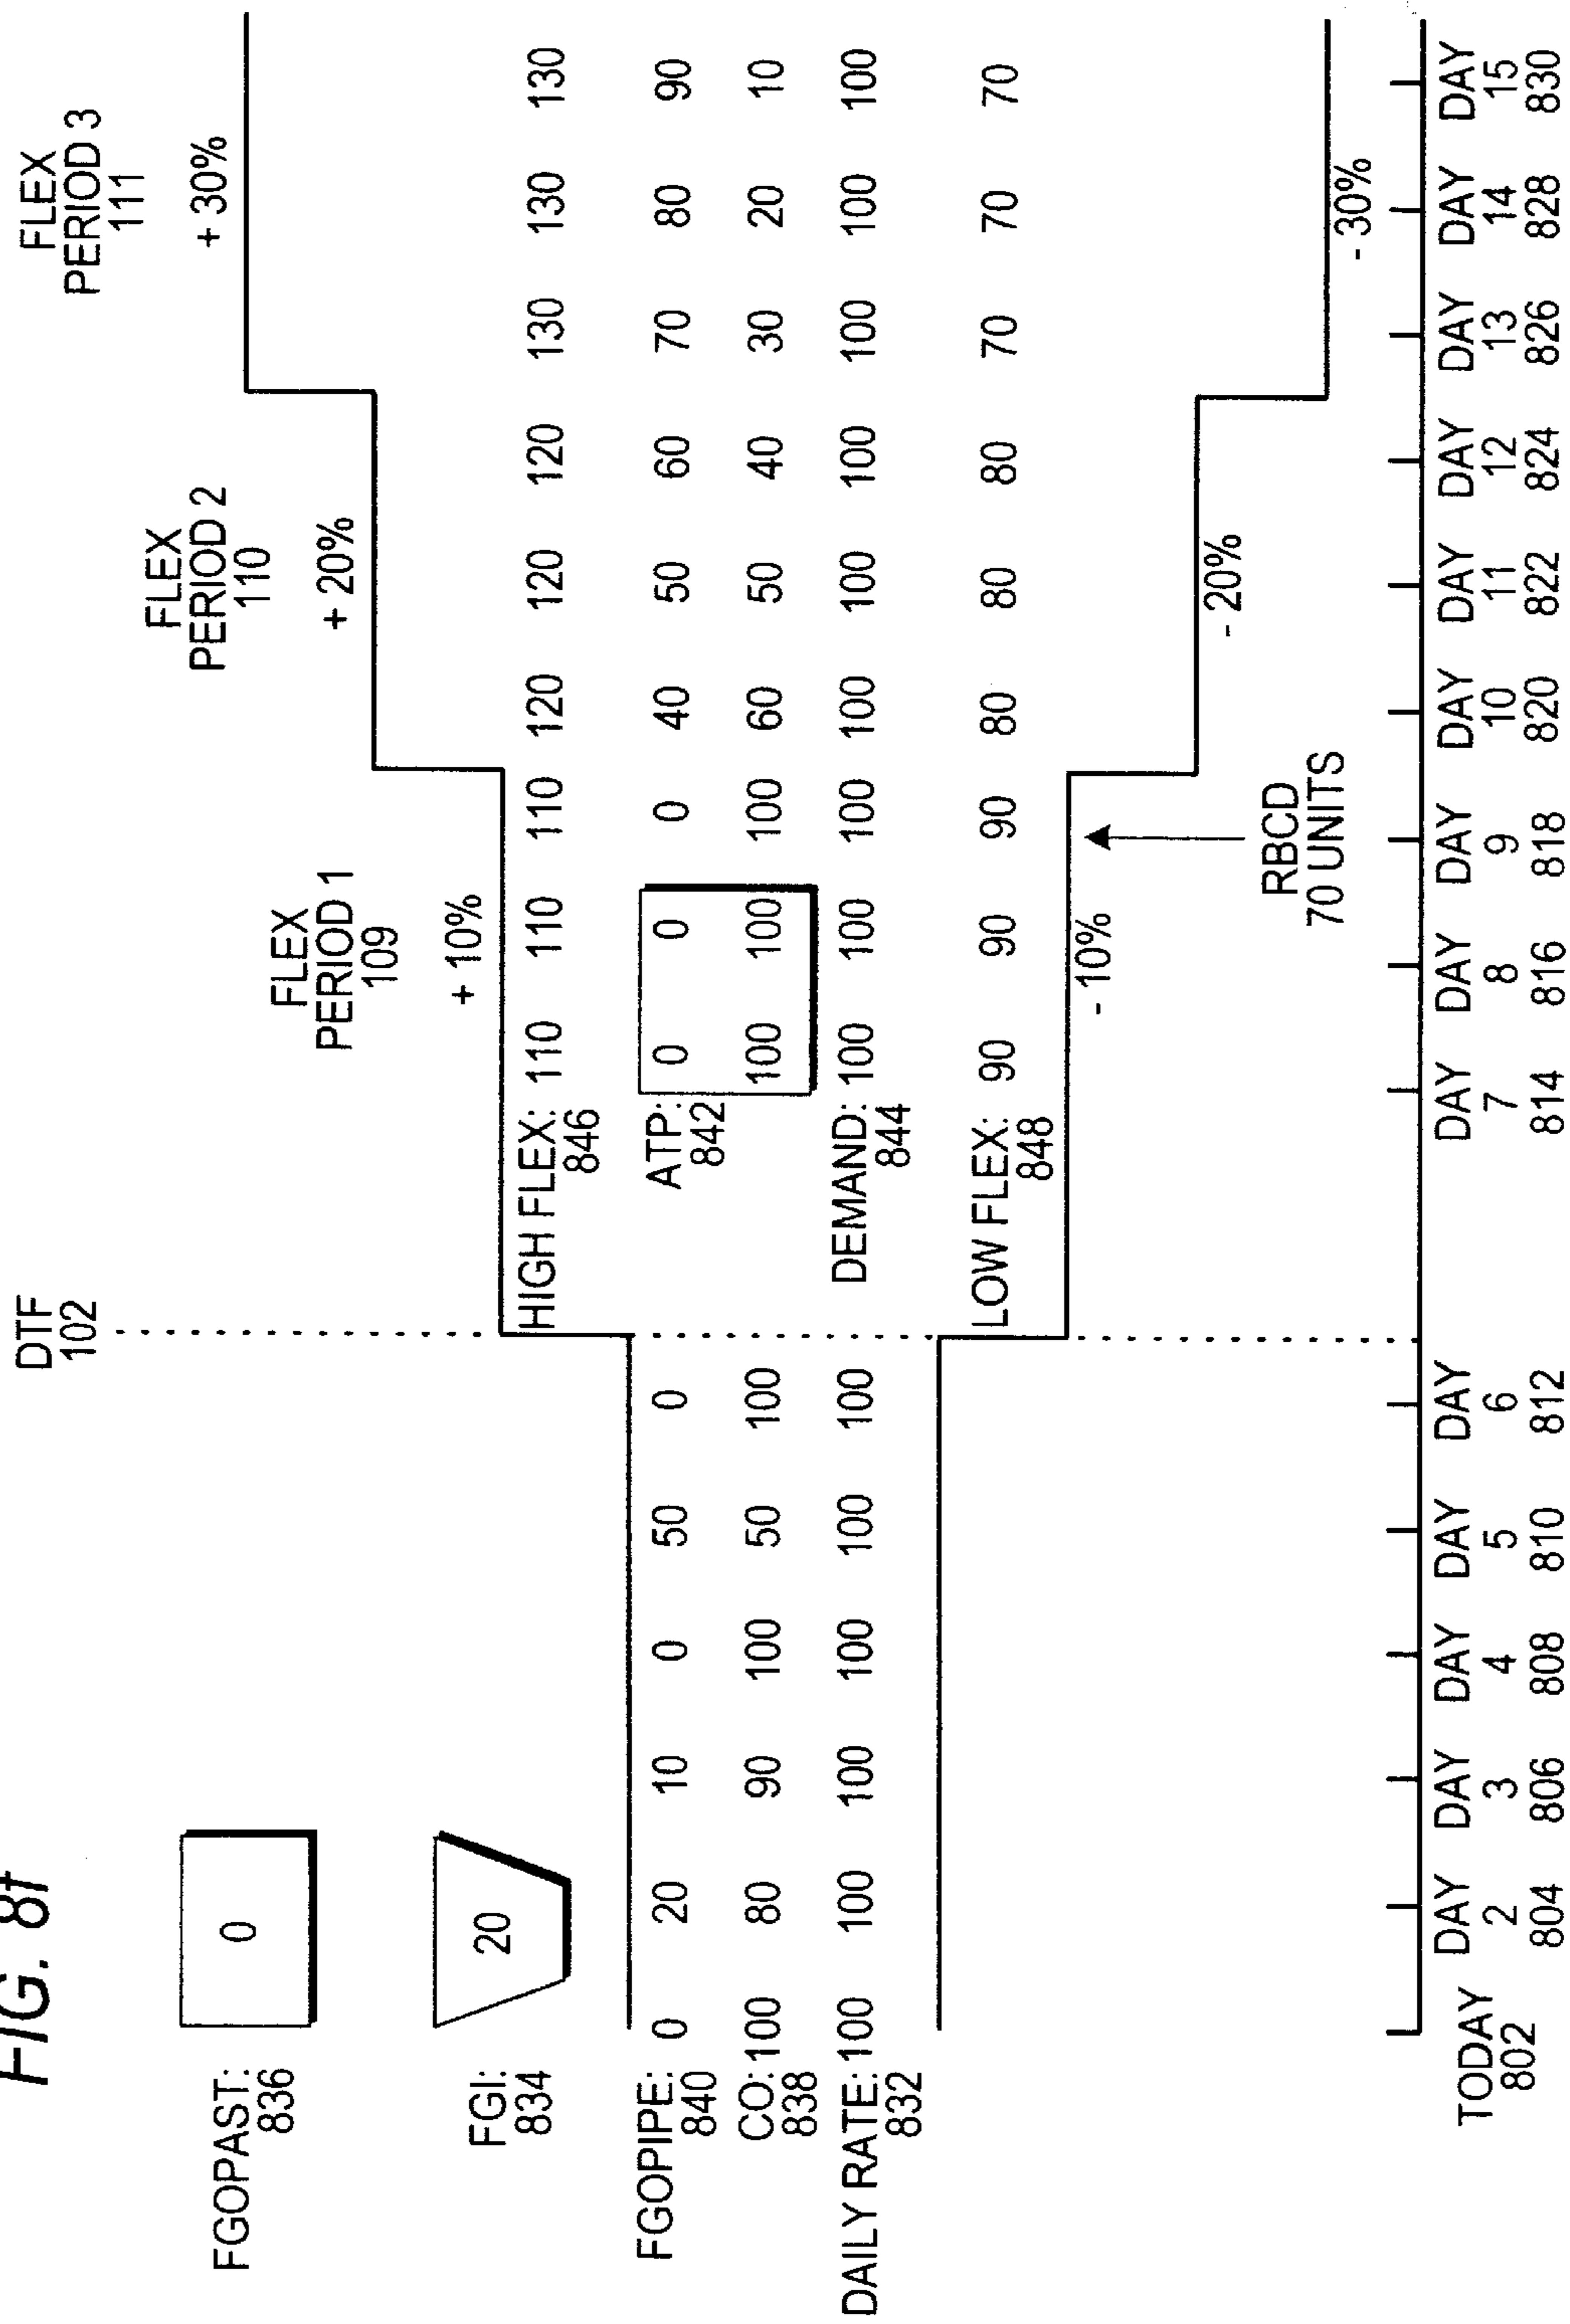 FIG. 8f
DTF
102
FLEX
PERIOD 1
109
FLEX
PERIOD 2
110
FLEX
PERIOD 3
111
+ 10%
+ 20%
+ 30%
FGOPAST:
836
0
FGI:
834
20
HIGH FLEX: 110 110 110 120 120 120 130 130 130
846
FGOPIPE: 0 20 10 0 50 0
840
ATP: 0 0 0 40 50 60 70 80 90
842
CO: 100 80 90 100 50 100 100 100 100 60 50 40 30 20 10
838
DAILY RATE: 100 100 100 100 100 100
832
DEMAND: 100 100 100 100 100 100 100 100 100
844
LOW FLEX: 90 90 90 80 80 80 70 70 70
848
- 10%
- 20%
- 30%
RBCD
70 UNITS
TODAY
802
DAY
2
804
DAY
3
806
DAY
4
808
DAY
5
810
DAY
6
812
DAY
7
814
DAY
8
816
DAY
9
818
DAY
10
820
DAY
11
822
DAY
12
824
DAY
13
826
DAY
14
828
DAY
15
830